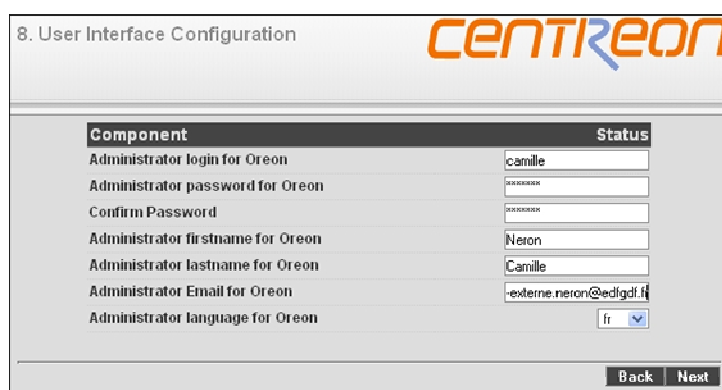 8. User Interface Configuration
CENTREON
Component Status
Administrator login for Oreon camille
Administrator password for Oreon *******
Confirm Password *******
Administrator firstname for Oreon Neron
Administrator lastname for Oreon Camille
Administrator Email for Oreon -externe.neron@edfgdf.f
Administrator language for Oreon fr
Back Next